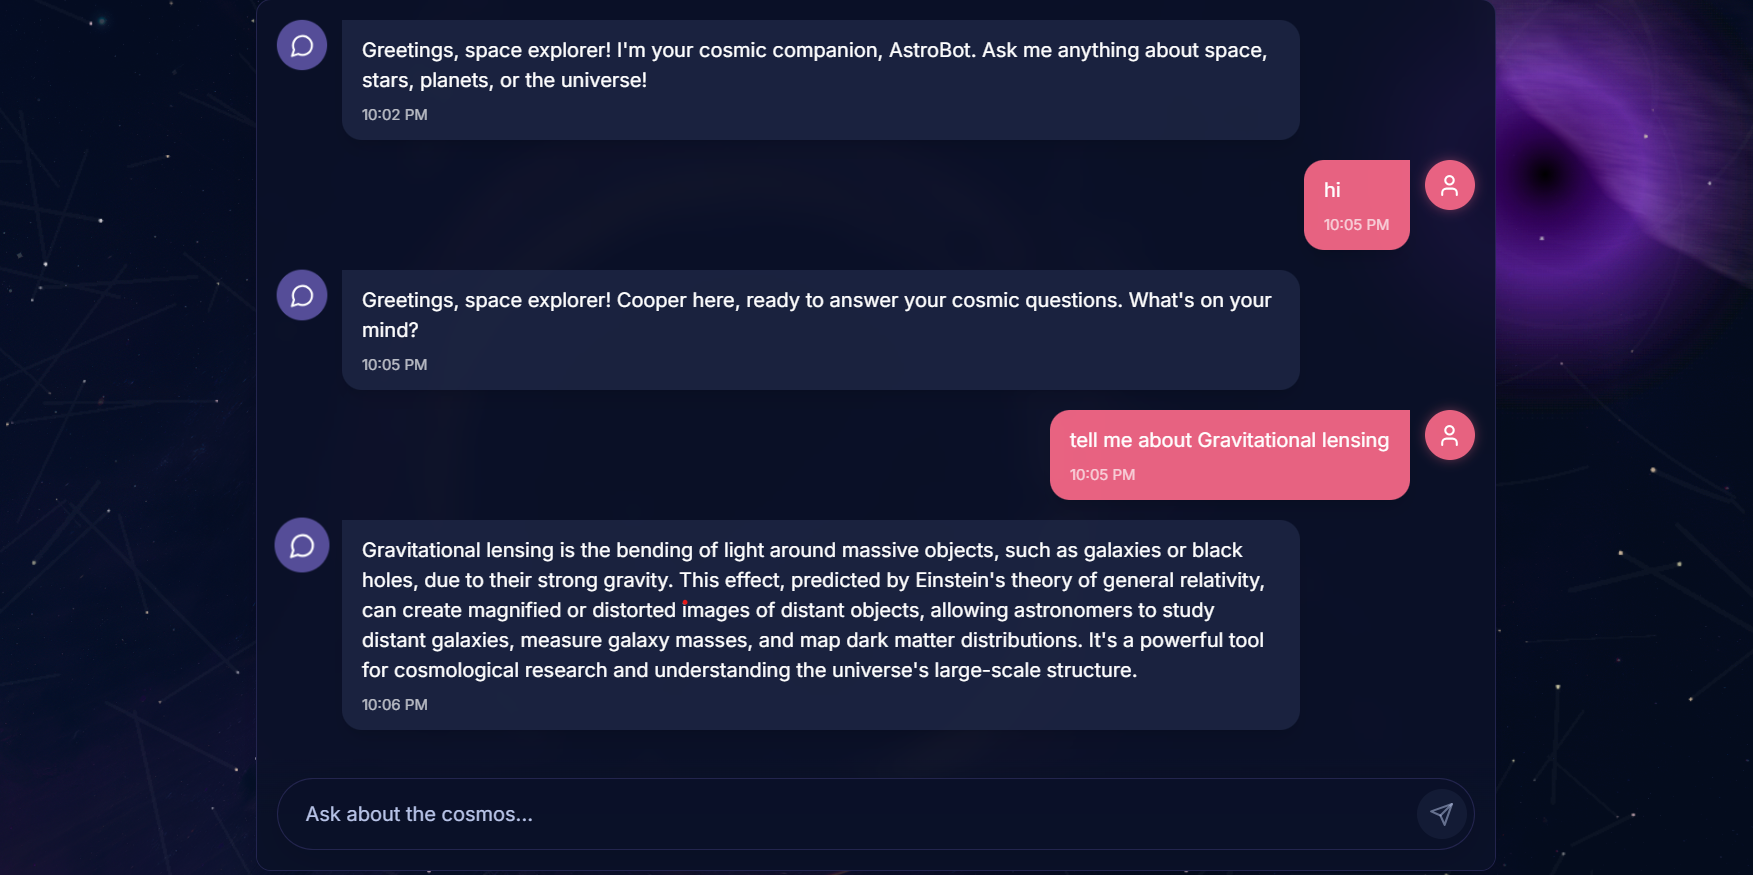 Greetings, space explorer! I'm your cosmic companion, AstroBot. Ask me anything about space,
stars, planets, or the universe!
10:02 PM
hi
10:05 PM
Greetings, space explorer! Cooper here, ready to answer your cosmic questions. What's on your
mind?
10:05 PM
tell me about Gravitational lensing
10:05 PM
Gravitational lensing is the bending of light around massive objects, such as galaxies or black
holes, due to their strong gravity. This effect, predicted by Einstein's theory of general relativity,
can create magnified or distorted images of distant objects, allowing astronomers to study
distant galaxies, measure galaxy masses, and map dark matter distributions. It's a powerful tool
for cosmological research and understanding the universe's large-scale structure.
10:06 PM
Ask about the cosmos...